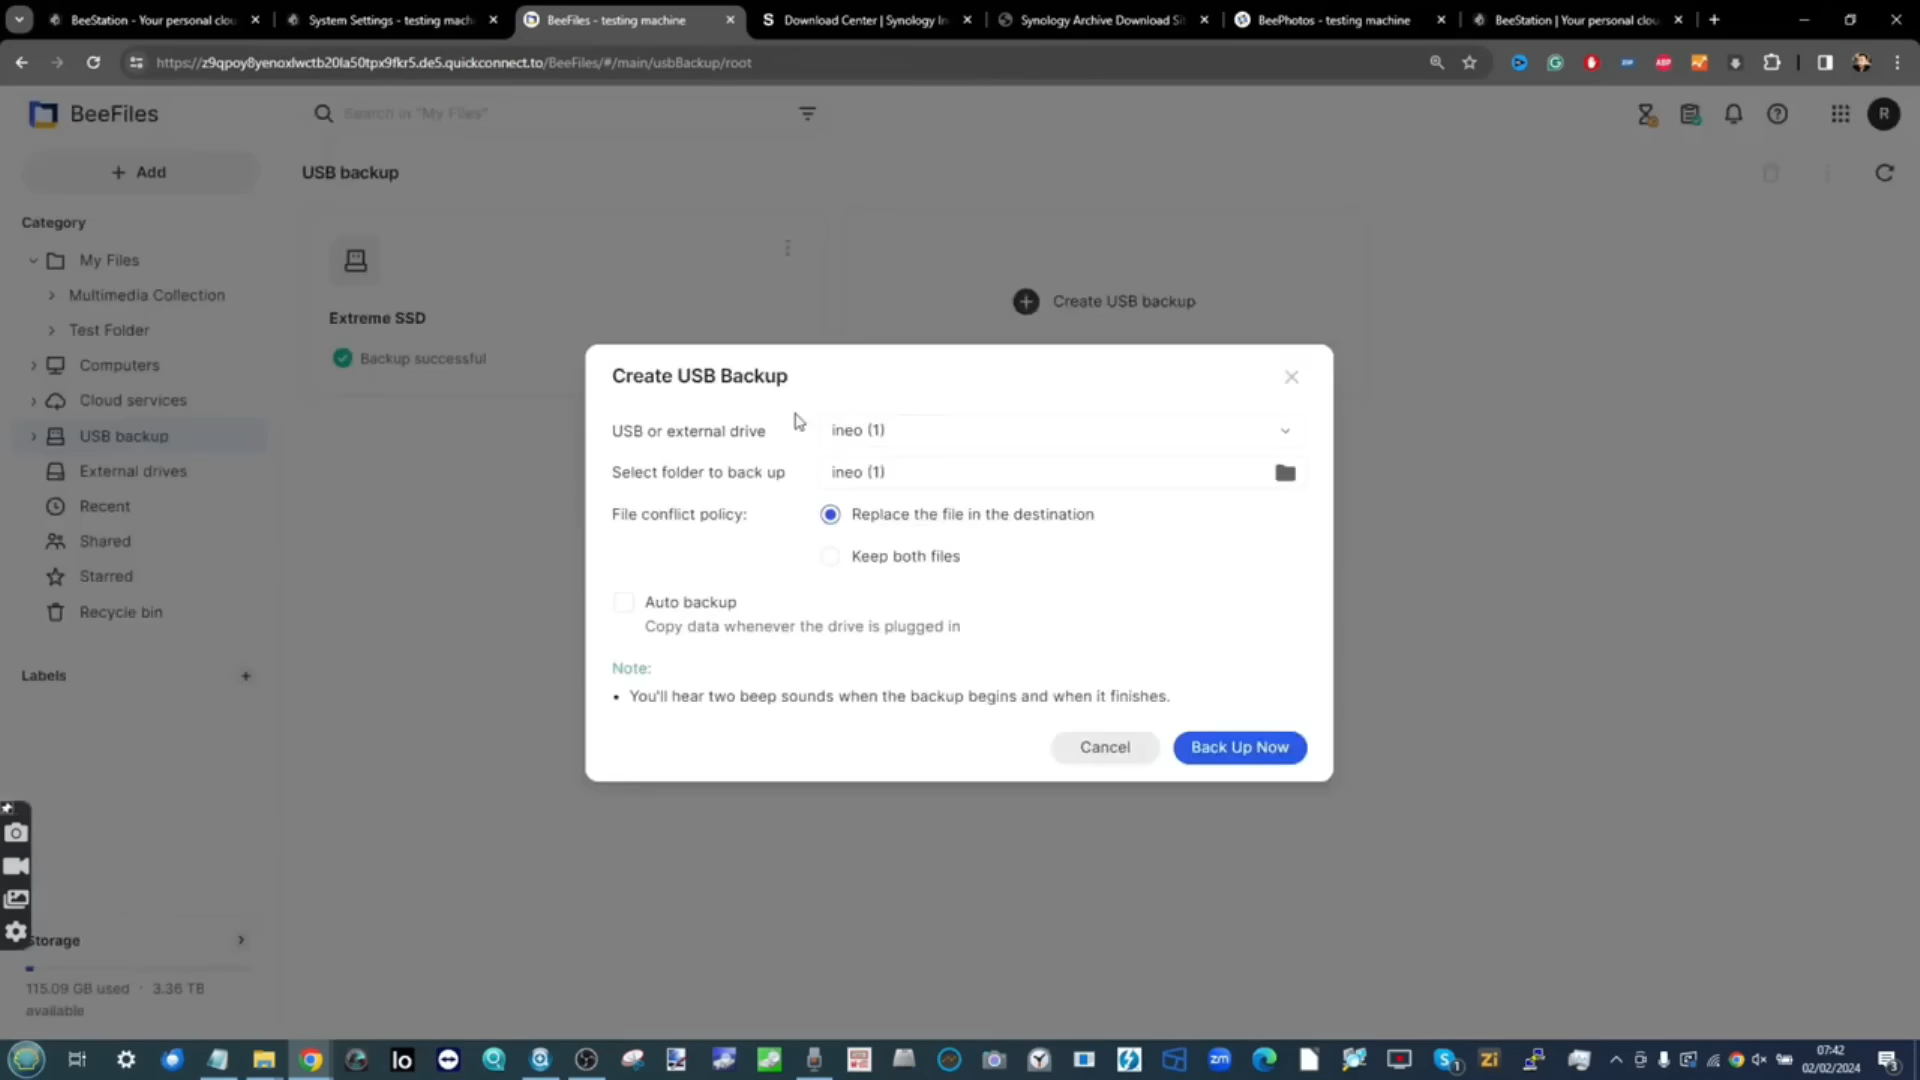 BeeStation - Your personal clou
System Settings - testing mach
BeeFiles - testing machine
Download Center | Synology In
Synology Archive Download Si
BeePhotos - testing machine
BeeStation | Your personal clou
https://z9qpoy8yenoxlwctb20la50tpx9fkr5.de5.quickconnect.to/BeeFiles/#/main/usbBackup/root
BeeFiles
Search in "My Files"
R
+ Add
USB backup
Category
My Files
Multimedia Collection
Test Folder
Computers
Cloud services
USB backup
External drives
Recent
Shared
Starred
Recycle bin
Labels
Storage
115.09 GB used · 3.36 TB
available
Extreme SSD
Backup successful
Create USB backup
Create USB Backup
USB or external drive
ineo (1)
Select folder to back up
ineo (1)
File conflict policy:
Replace the file in the destination
Keep both files
Auto backup
Copy data whenever the drive is plugged in
Note:
• You'll hear two beep sounds when the backup begins and when it finishes.
Cancel
Back Up Now
Io
zm
Zi
07:42
02/02/2024
3